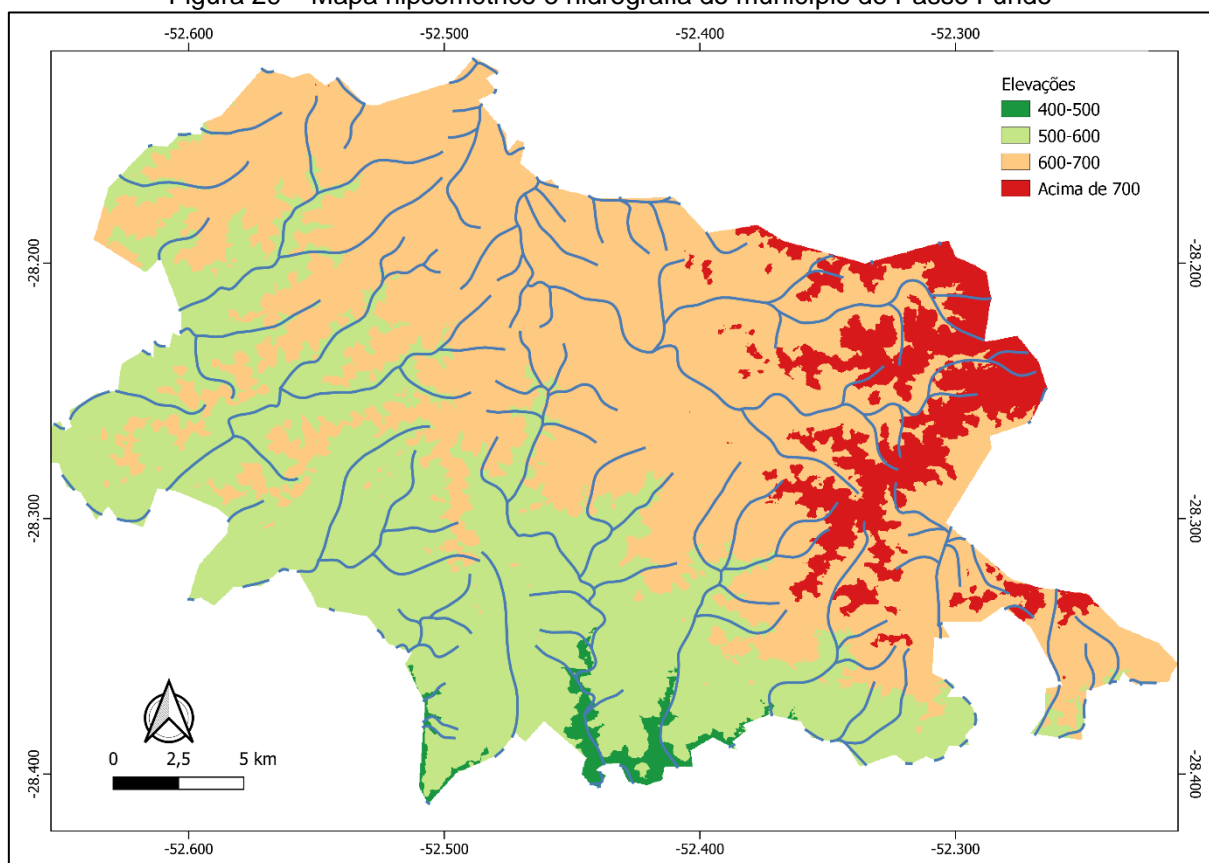 Figura – Mapa hipsométrico e hidrografia do município de Passo Fundo
-52.600 -52.500 -52.400 -52.300
Elevações
400-500
500-600
600-700
Acima de 700
-28.200 -28.200
-28.300 -28.300
-28.400 -28.400
0 2,5 5 km
-52.600 -52.500 -52.400 -52.300